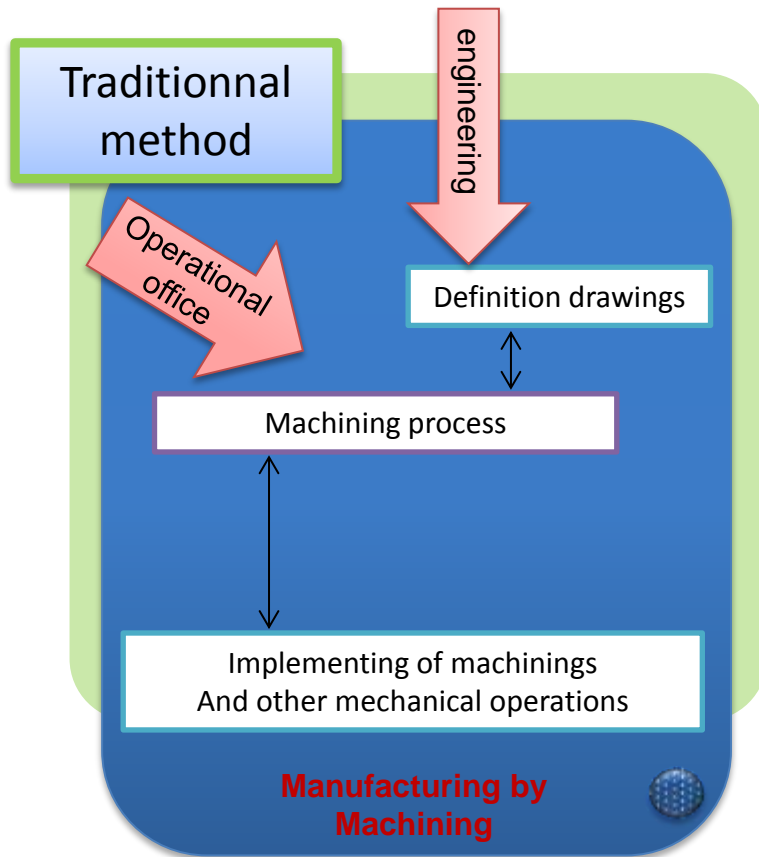 Traditionnal
method
engineering
Operational
office
Definition drawings
Machining process
Implementing of machinings
And other mechanical operations
Manufacturing by
Machining